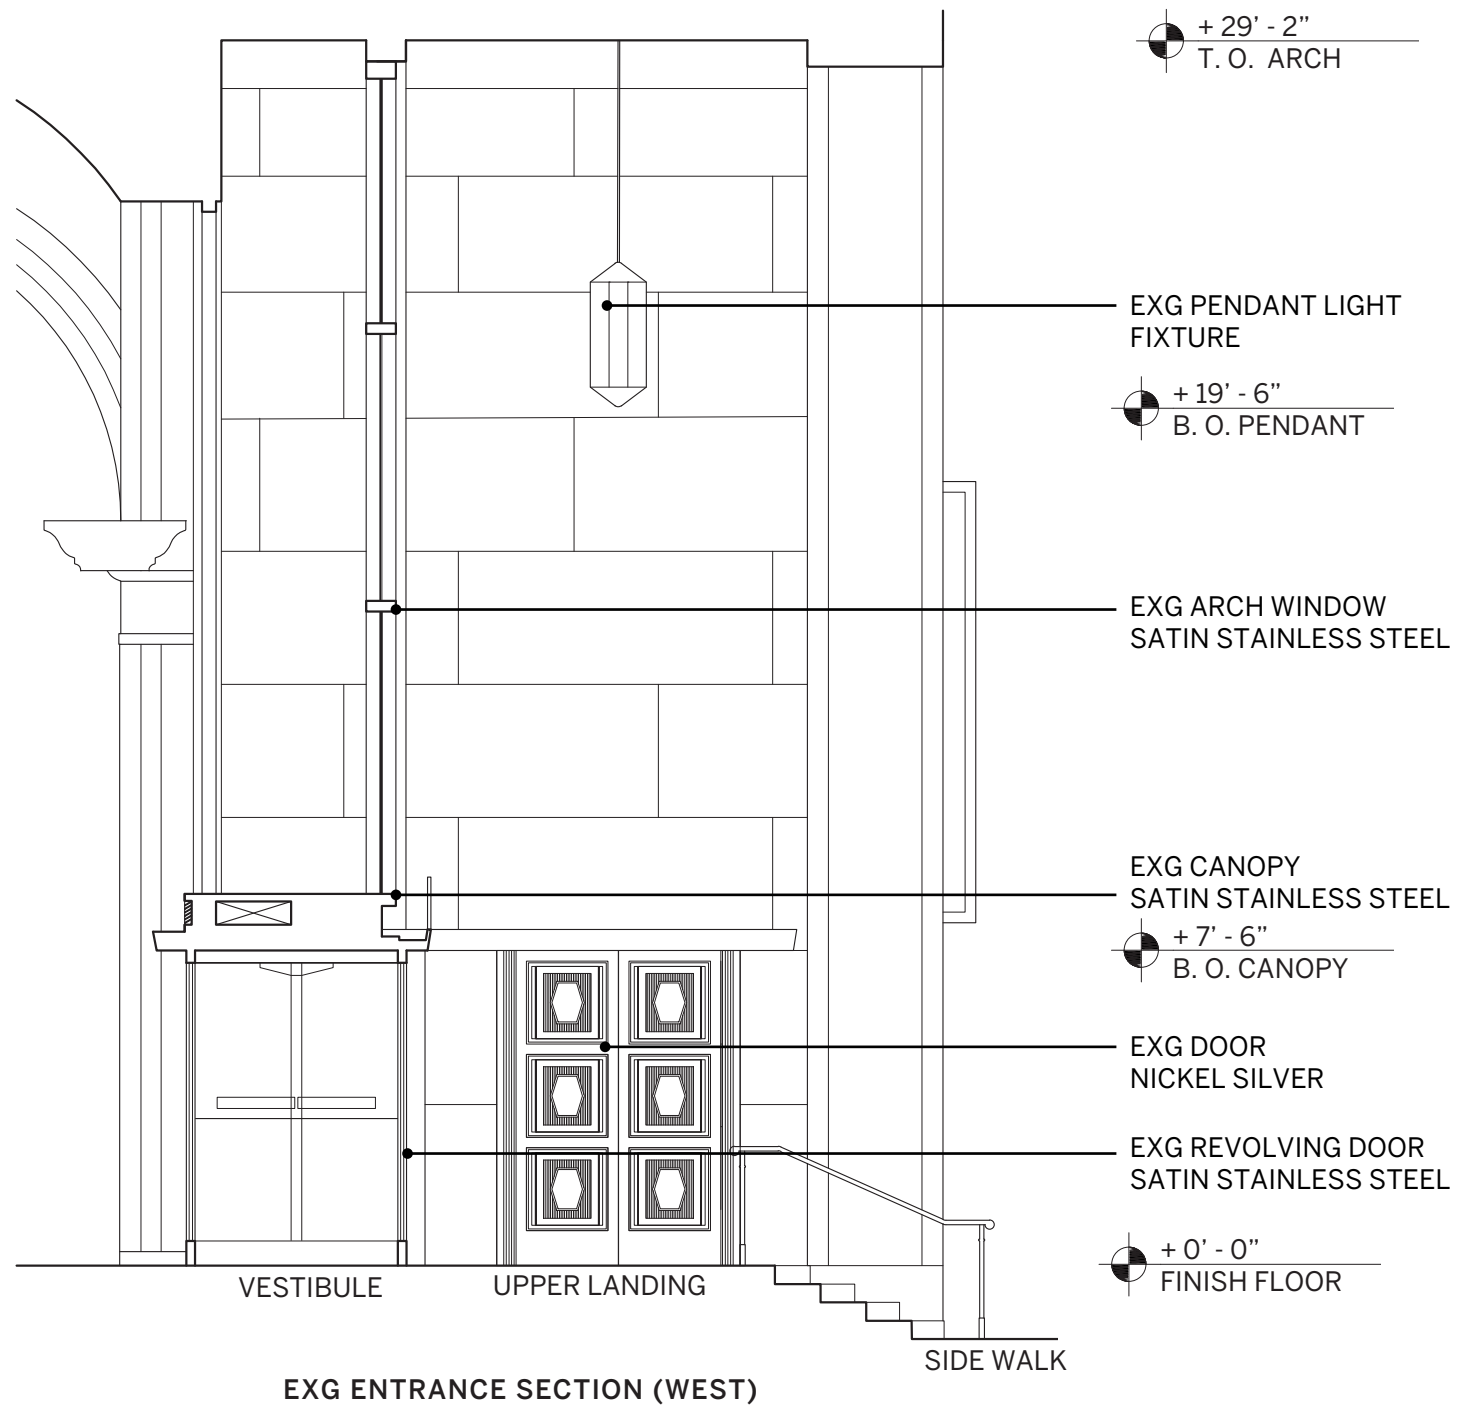 + 29’ - 2”
T. O. ARCH
EXG PENDANT LIGHT
FIXTURE
+ 19’ - 6”
B. O. PENDANT
EXG ARCH WINDOW
SATIN STAINLESS STEEL
EXG CANOPY
SATIN STAINLESS STEEL
+ 7’ - 6”
B. O. CANOPY
EXG DOOR
NICKEL SILVER
EXG REVOLVING DOOR
SATIN STAINLESS STEEL
+ 0’ - 0”
FINISH FLOOR
VESTIBULE
UPPER LANDING
SIDE WALK
EXG ENTRANCE SECTION (WEST)